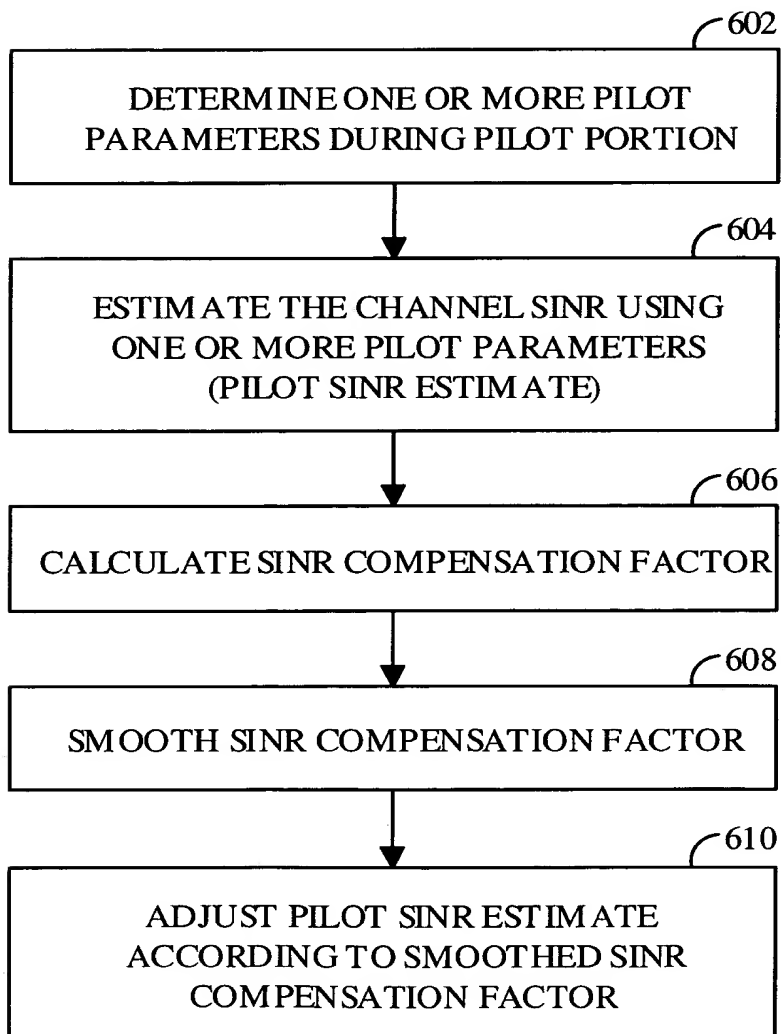 602
DETERMINE ONE OR MORE PILOT
PARAMETERS DURING PILOT PORTION
604
ESTIMATE THE CHANNEL SINR USING
ONE OR MORE PILOT PARAMETERS
(PILOT SINR ESTIMATE)
606
CALCULATE SINR COMPENSATION FACTOR
608
SMOOTH SINR COMPENSATION FACTOR
610
ADJUST PILOT SINR ESTIMATE
ACCORDING TO SMOOTHED SINR
COMPENSATION FACTOR